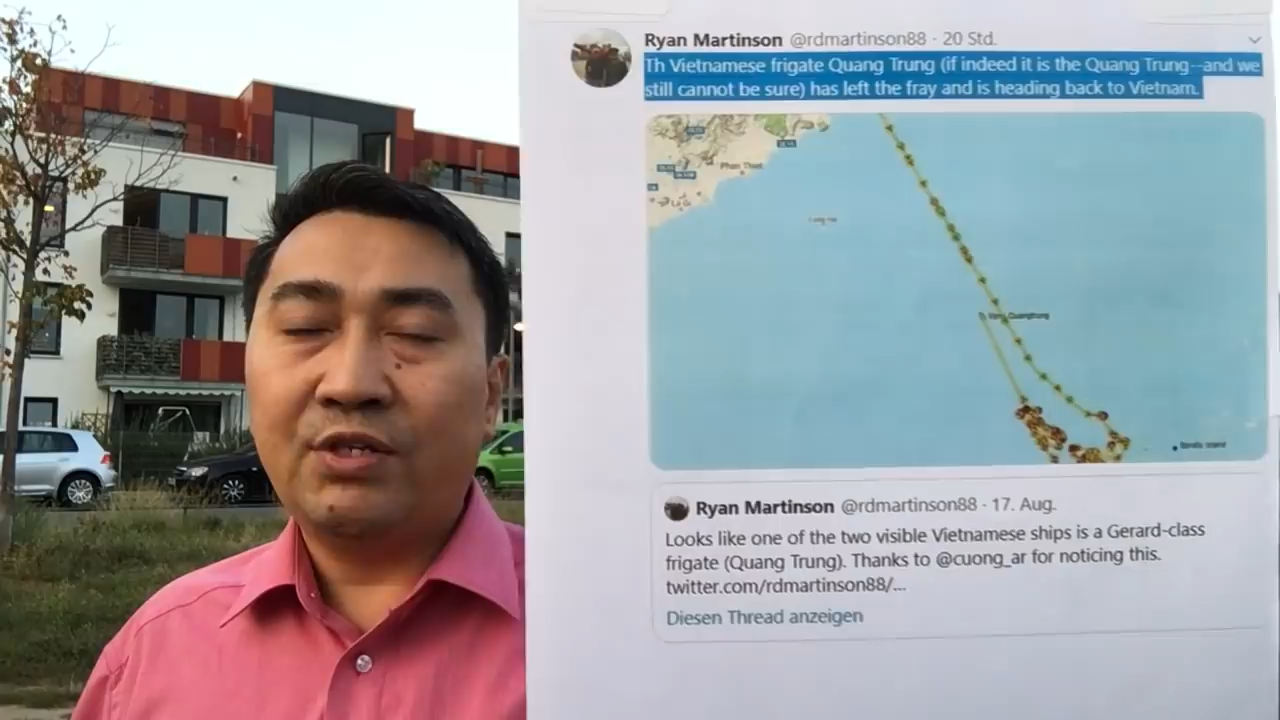 Ryan Martinson @rdmartinson88 · 20 Std.
Th Vietnamese frigate Quang Trung (if indeed it is the Quang Trung--and we
still cannot be sure) has left the fray and is heading back to Vietnam.
Phan Thiet
Spratly Island
Ryan Martinson @rdmartinson88 · 17. Aug.
Looks like one of the two visible Vietnamese ships is a Gerard-class
frigate (Quang Trung). Thanks to @cuong_ar for noticing this.
twitter.com/rdmartinson88/...
Diesen Thread anzeigen